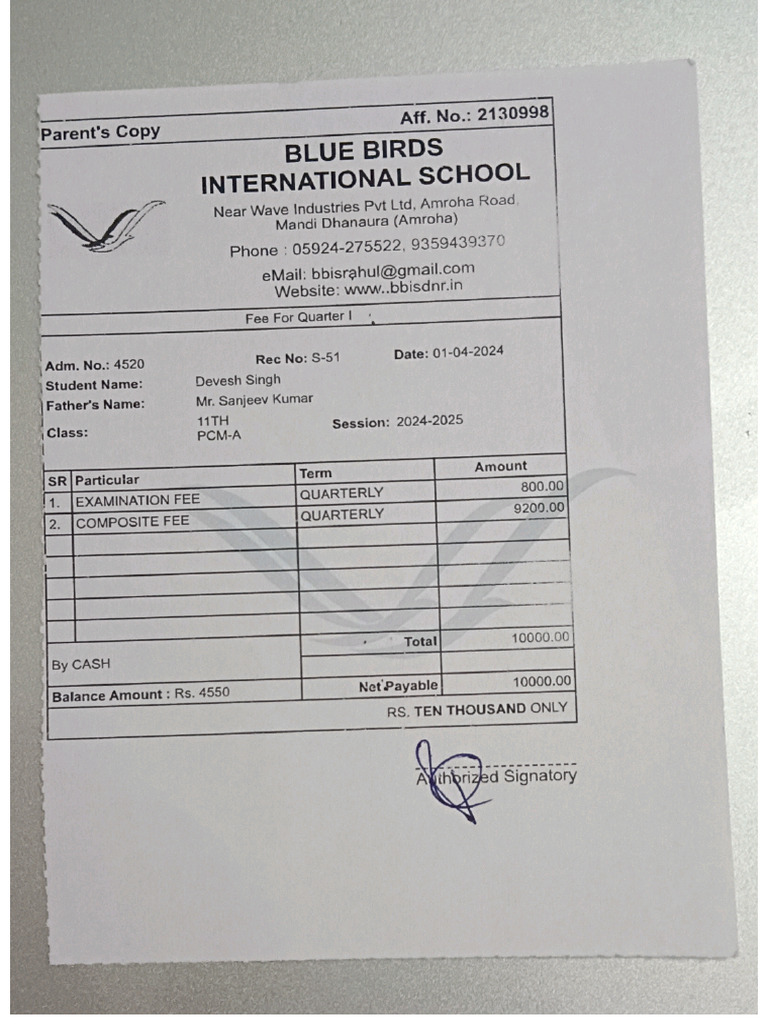 Parent's Copy Aff. No.: 2130998
BLUE BIRDS
INTERNATIONAL SCHOOL
Near Wave Industries Pvt Ltd, Amroha Road,
Mandi Dhanaura (Amroha)
Phone : 05924-275522, 9359439370
eMail: bbisrahul@gmail.com
Website: www..bbisdnr.in
Fee For Quarter I
Adm. No.: 4520 Rec No: S-51 Date: 01-04-2024
Student Name: Devesh Singh
Father's Name: Mr. Sanjeev Kumar
Class: 11TH Session: 2024-2025
PCM-A
SR Particular Term Amount
1. EXAMINATION FEE QUARTERLY 800.00
2. COMPOSITE FEE QUARTERLY 9200.00
Total 10000.00
By CASH
Balance Amount : Rs. 4550 Net Payable 10000.00
RS. TEN THOUSAND ONLY
Authorized Signatory